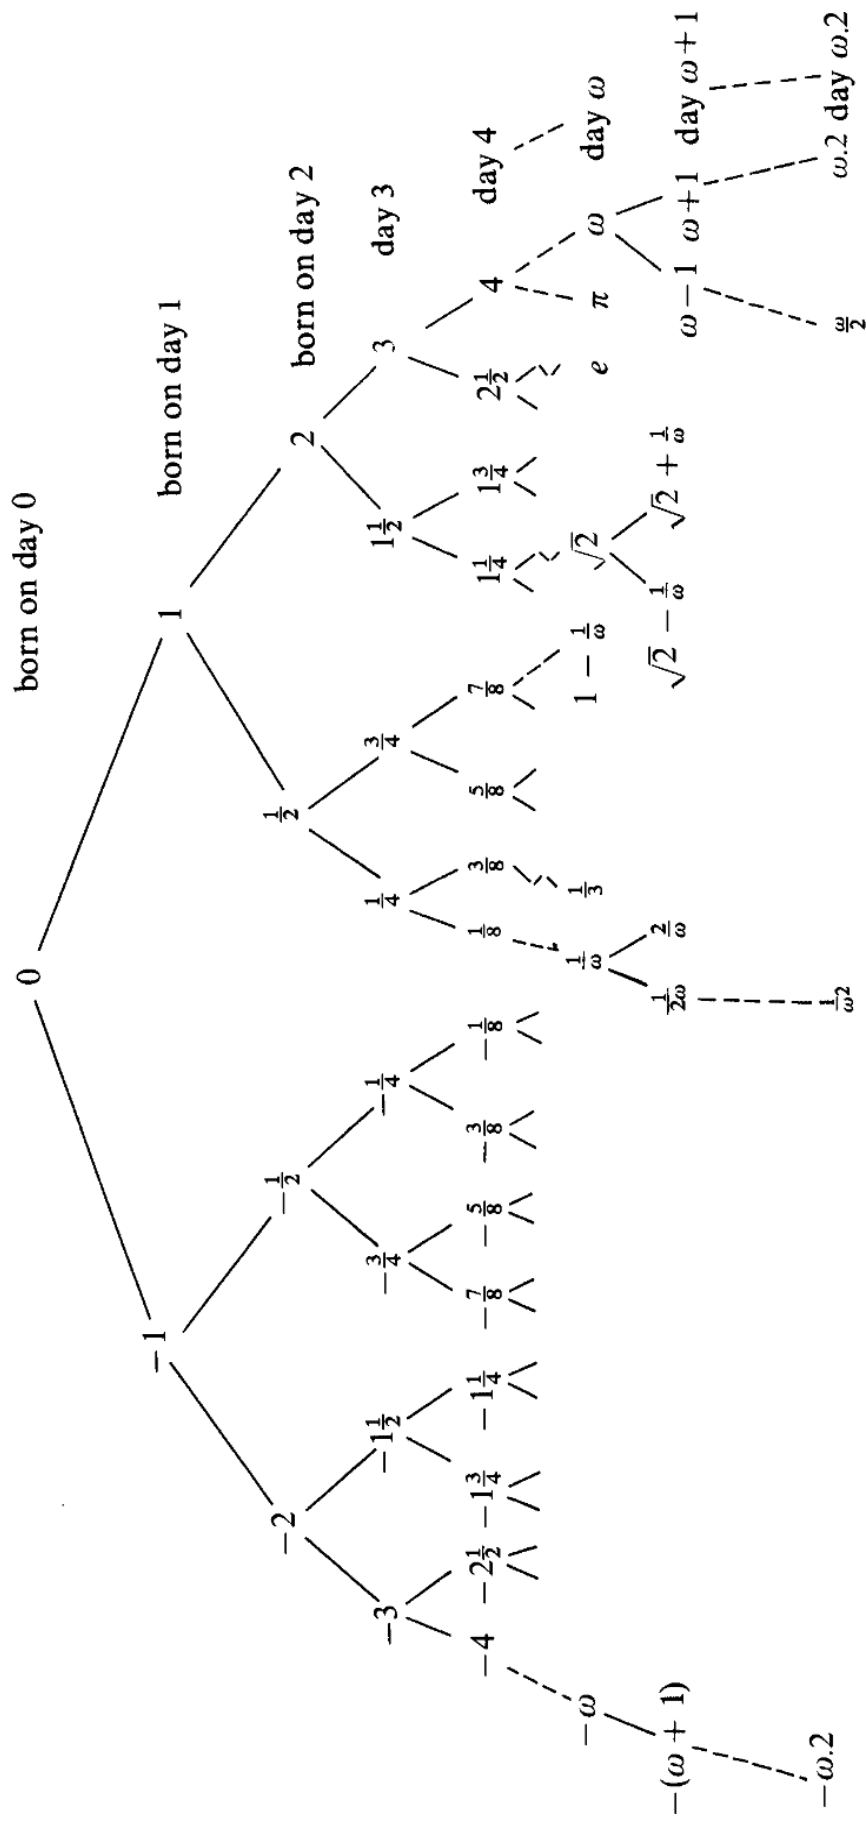 born on day 0
0
born on day 1
-1 1
born on day 2
-2 -1/2 1/2 2
day 3
-3 -1 1/2 -3/4 -1/4 1/4 3/4 1 1/2 3
day 4
-4 -2 1/2 -1 3/4 -1 1/4 -7/8 -5/8 -3/8 -1/8 1/8 3/8 5/8 7/8 1 1/4 1 3/4 2 1/2 4
-ω 1/ω 1/3 1 - 1/ω √2 e π ω day ω
-(ω + 1) 1/2ω 2/ω √2 - 1/ω √2 + 1/ω ω - 1 ω + 1 day ω + 1
-ω.2 1/ω² ω/2 ω.2 day ω.2